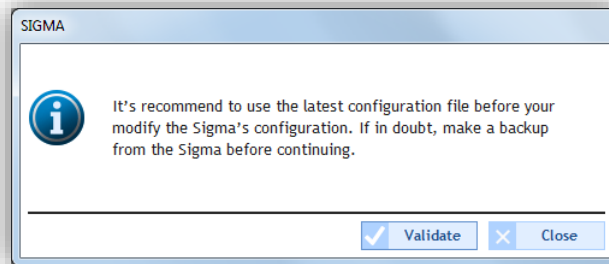 SIGMA
It's recommend to use the latest configuration file before your
modify the Sigma's configuration. If in doubt, make a backup
from the Sigma before continuing.
Validate Close